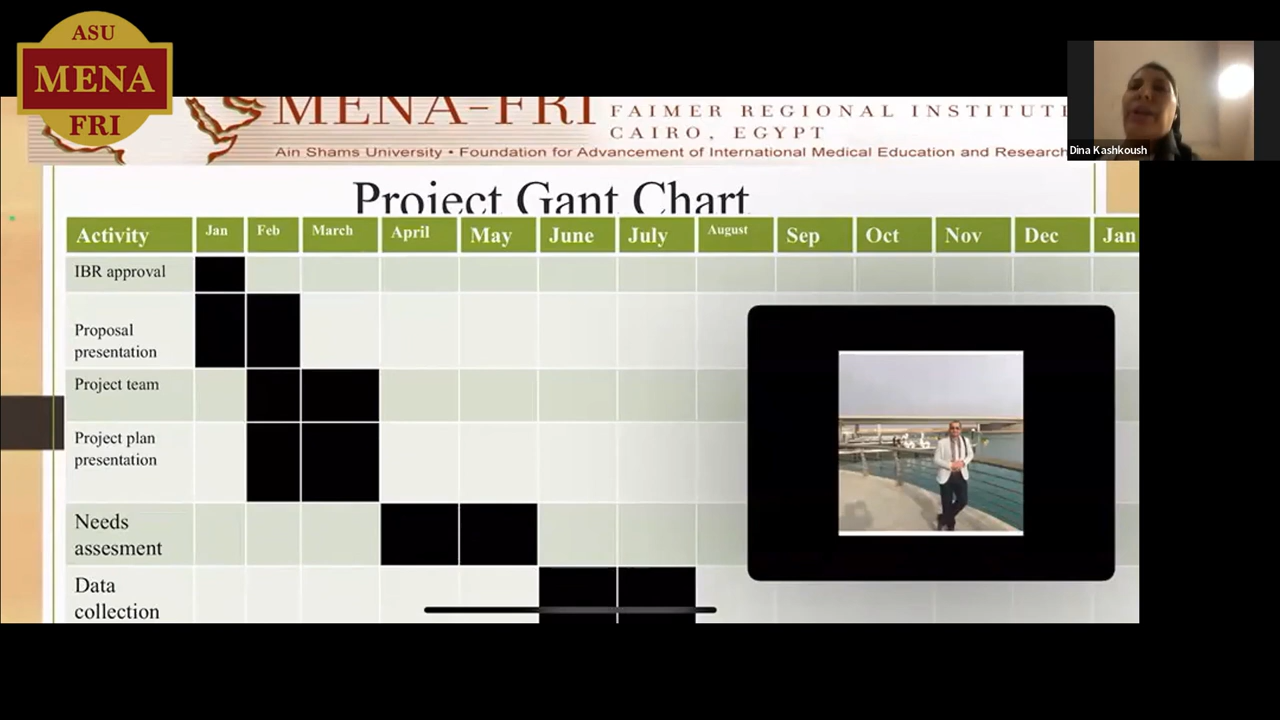 ASU
MENA
FRI
MENA-FRI
FAIMER REGIONAL INSTITUTE
CAIRO, EGYPT
Ain Shams University • Foundation for Advancement of International Medical Education and Research
Dina Kashkoush
Project Gant Chart
Activity Jan Feb March April May June July August Sep Oct Nov Dec Jan
IBR approval
Proposal
presentation
Project team
Project plan
presentation
Needs
assesment
Data
collection